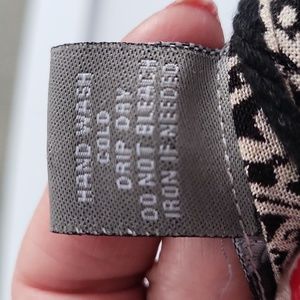 HAND WASH
COLD
DRIP DRY
DO NOT BLEACH
IRON IF NEEDED